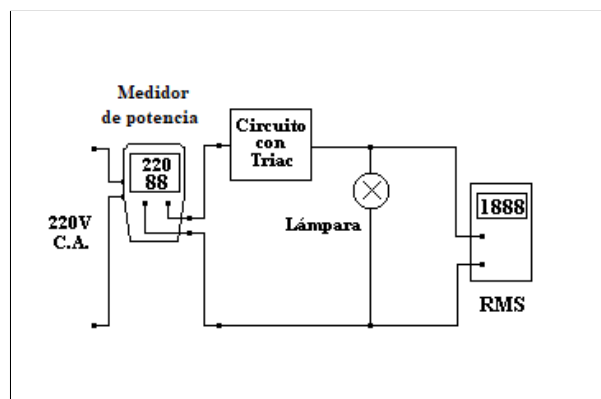 Medidor
de potencia
Circuito
con
Triac
220
88
220V
C.A.
Lámpara
1888
RMS